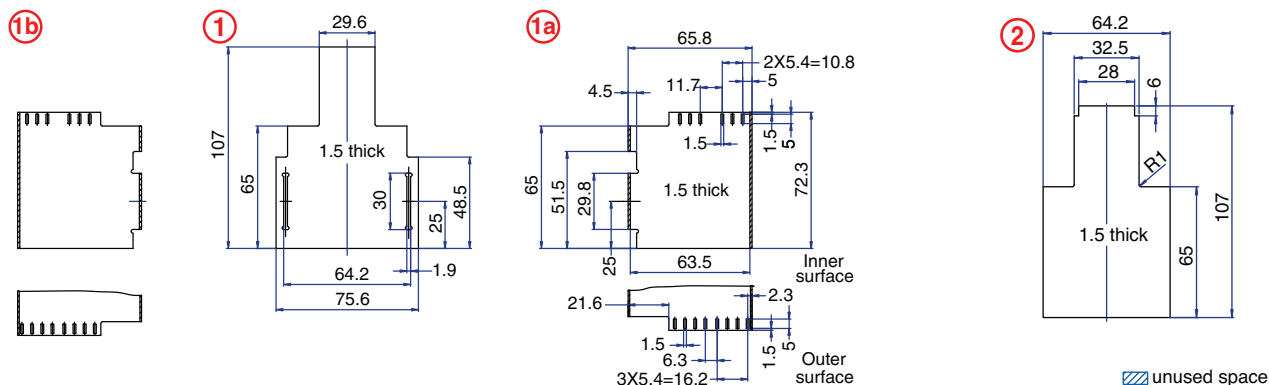 1b
1
29.6
107
65
1.5 thick
30
25
48.5
64.2
1.9
75.6
1a
65.8
2X5.4=10.8
11.7
5
4.5
1.5
1.5
5
65
51.5
29.8
25
1.5 thick
72.3
63.5
Inner
surface
21.6
2.3
1.5
6.3
3X5.4=16.2
1.5
5
Outer
surface
2
64.2
32.5
28
6
R1
107
65
1.5 thick
unused space